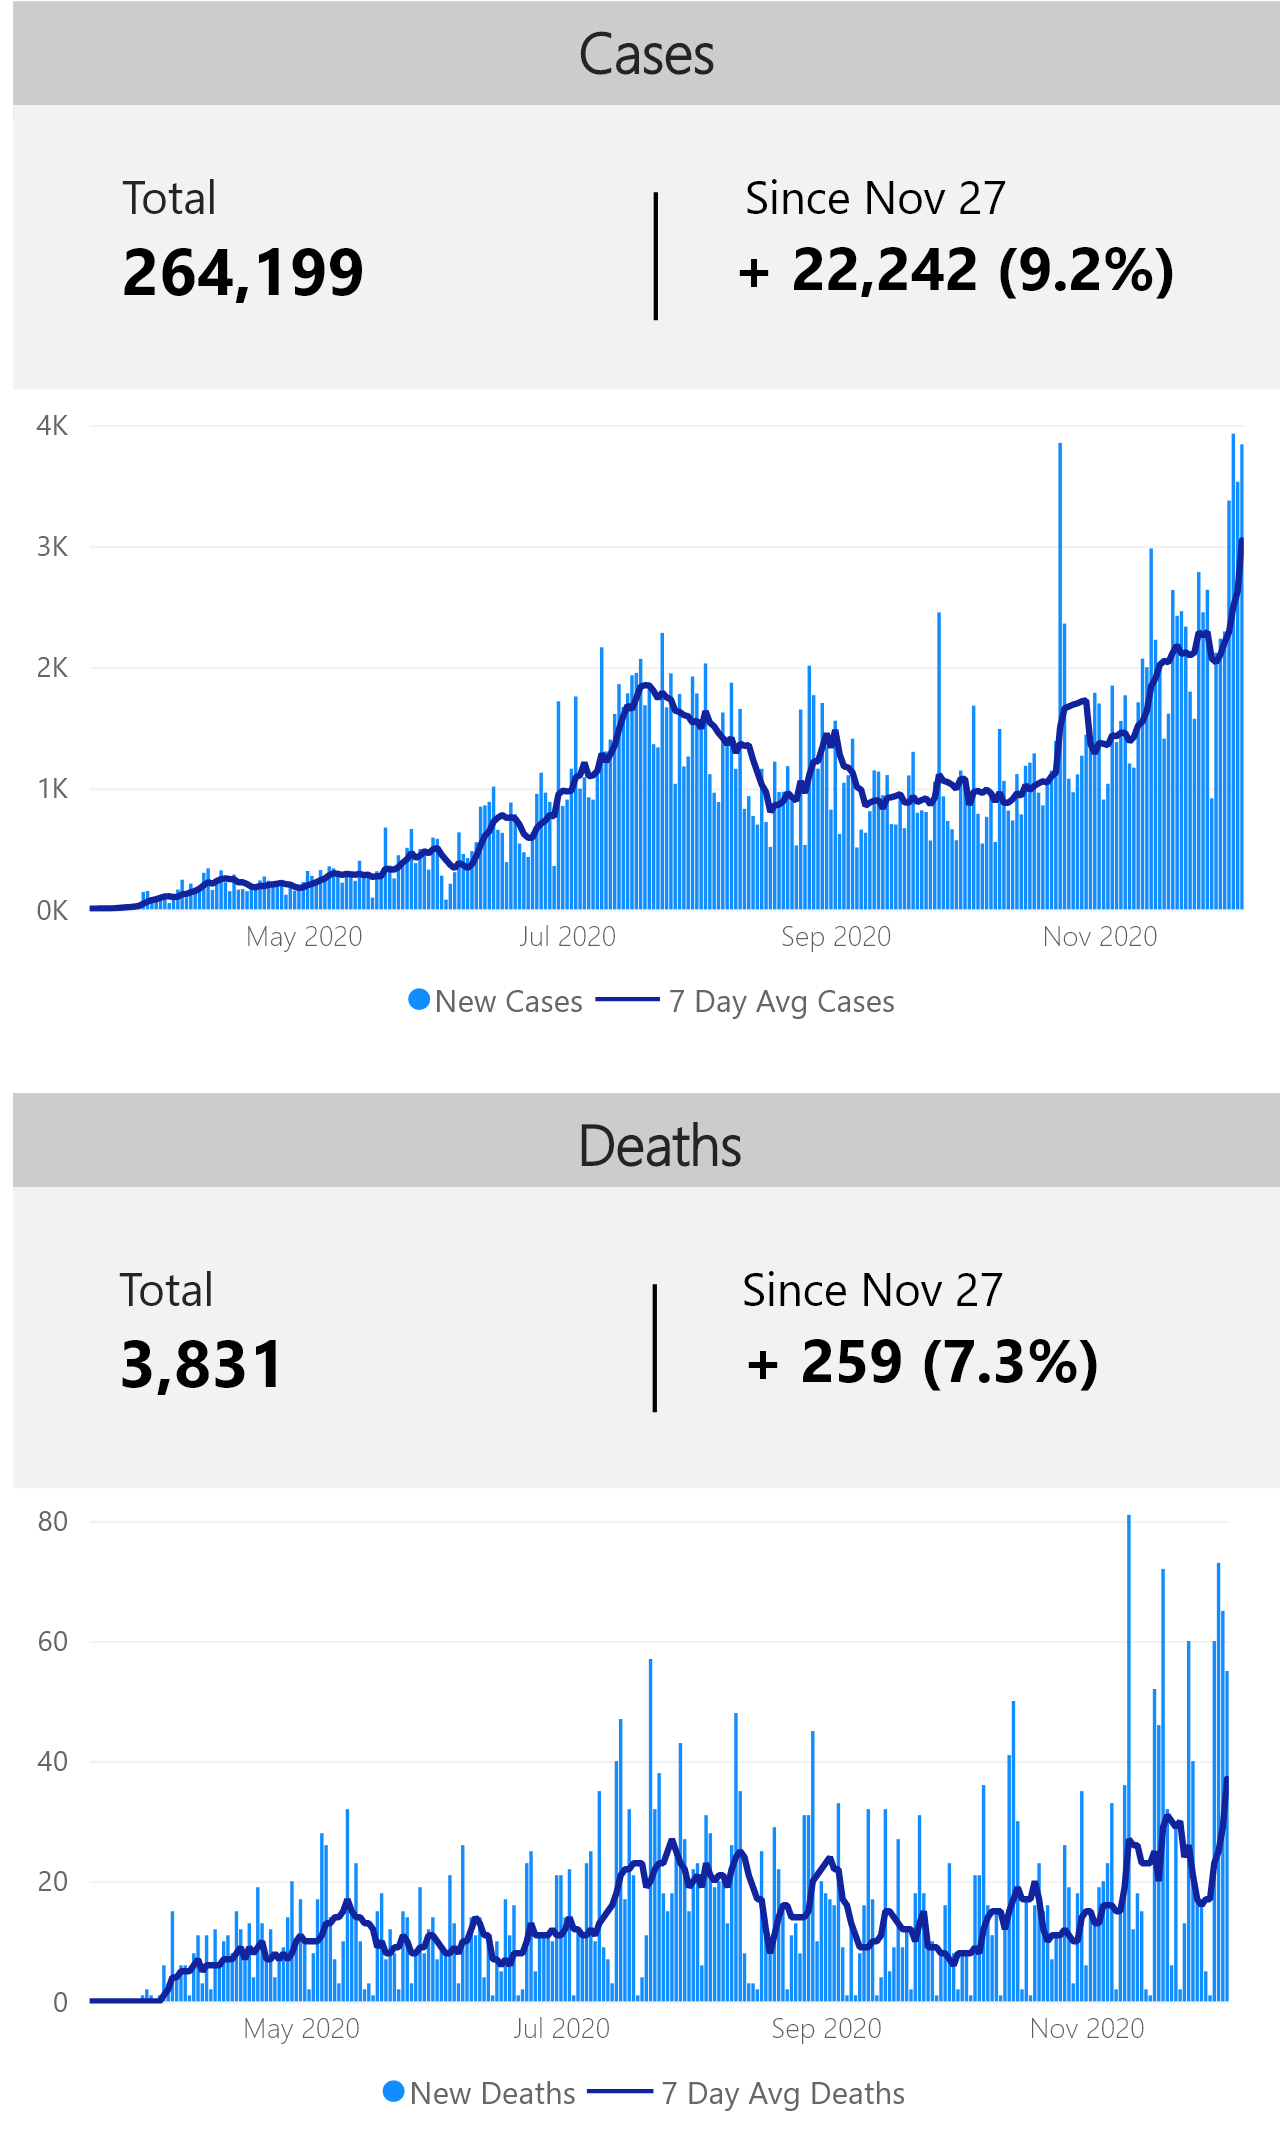 Cases
Total
Since Nov 27
264,199
+ 22,242 (9.2%)
4K
3K
2K
1K
0K
May 2020
Jul 2020
Sep 2020
Nov 2020
New Cases
7 Day Avg Cases
Deaths
Total
Since Nov 27
3,831
+ 259 (7.3%)
80
60
40
20
0
May 2020
Jul 2020
Sep 2020
Nov 2020
New Deaths
7 Day Avg Deaths